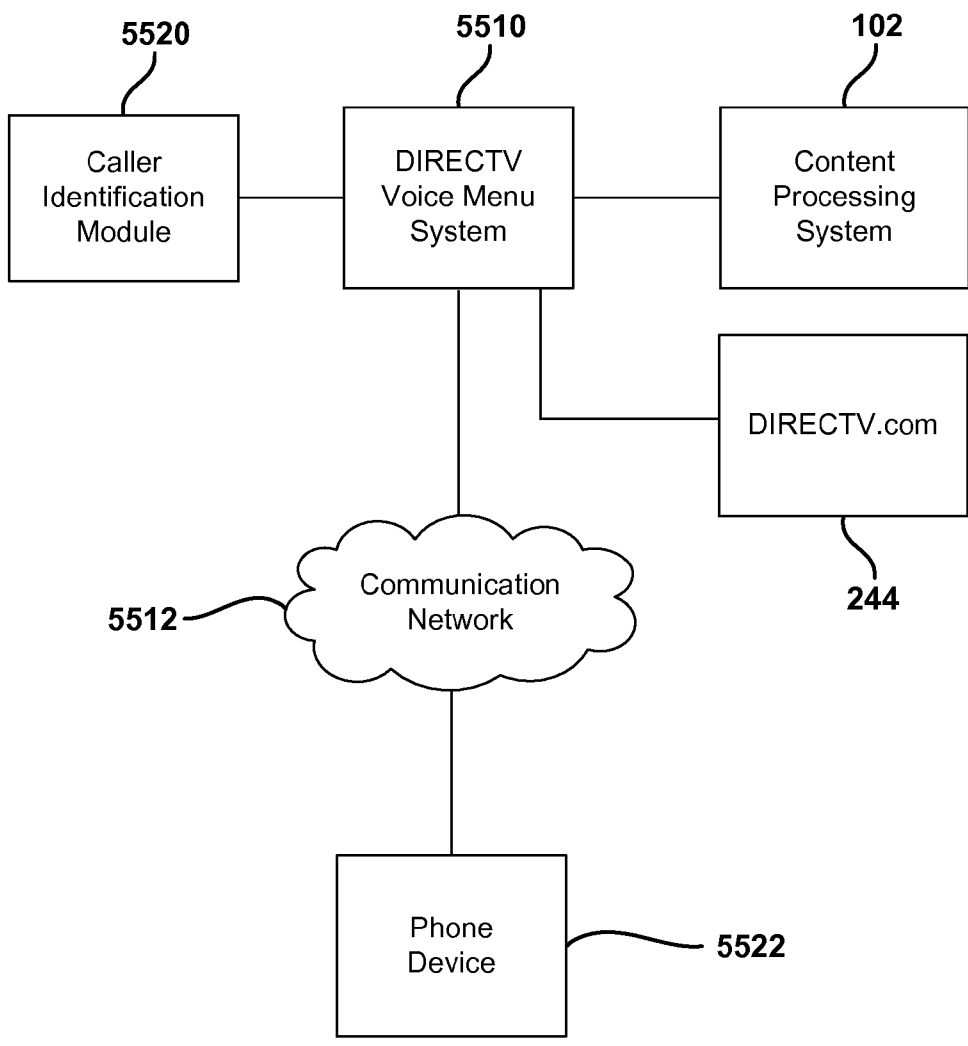 5520
5510
102
Caller
Identification
Module
DIRECTV
Voice Menu
System
Content
Processing
System
DIRECTV.com
244
Communication
Network
5512
Phone
Device
5522